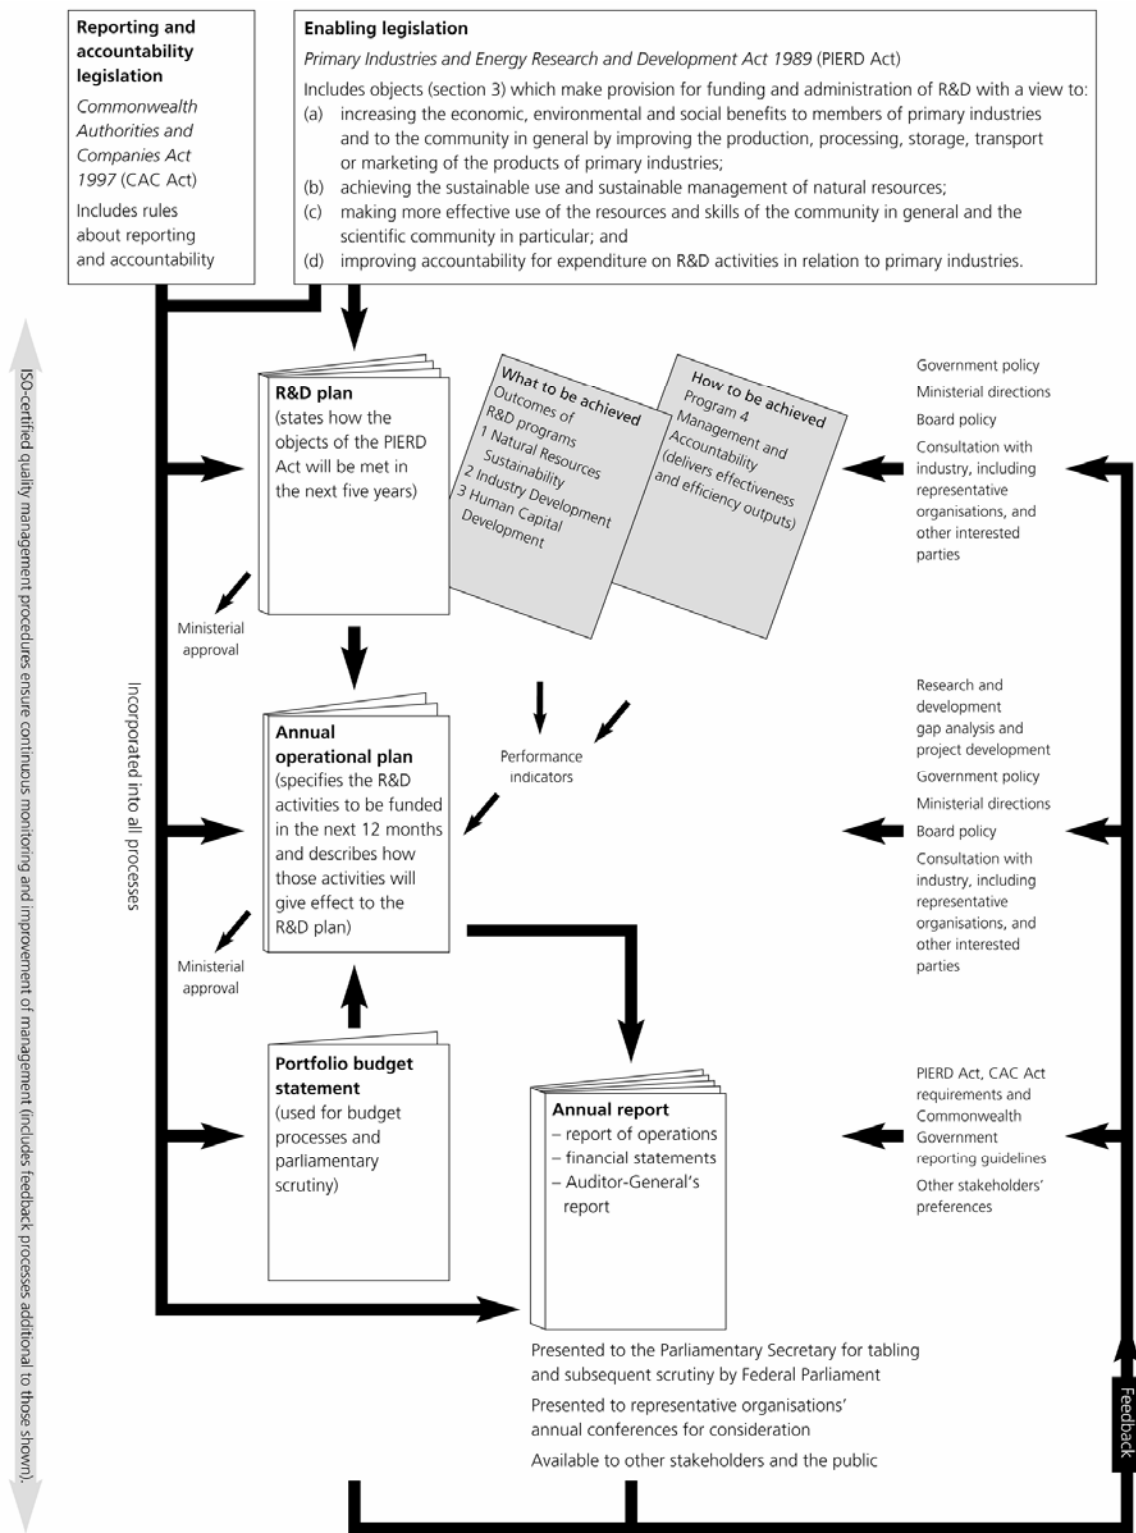 Reporting and
accountability
legislation
Commonwealth
Authorities and
Companies Act
1997 (CAC Act)
Includes rules
about reporting
and accountability
Enabling legislation
Primary Industries and Energy Research and Development Act 1989 (PIERD Act)
Includes objects (section 3) which make provision for funding and administration of R&D with a view to:
(a) increasing the economic, environmental and social benefits to members of primary industries
and to the community in general by improving the production, processing, storage, transport
or marketing of the products of primary industries;
(b) achieving the sustainable use and sustainable management of natural resources;
(c) making more effective use of the resources and skills of the community in general and the
scientific community in particular; and
(d) improving accountability for expenditure on R&D activities in relation to primary industries.
ISO-certified quality management procedures ensure continuous monitoring and improvement of management (includes feedback processes additional to those shown).
Incorporated into all processes
R&D plan
(states how the
objects of the PIERD
Act will be met in
the next five years)
What to be achieved
Outcomes of
R&D programs
1 Natural Resources
Sustainability
2 Industry Development
3 Human Capital
Development
How to be achieved
Program 4
Management and
Accountability
(delivers effectiveness
and efficiency outputs)
Government policy
Ministerial directions
Board policy
Consultation with
industry, including
representative
organisations, and
other interested
parties
Ministerial
approval
Annual
operational plan
(specifies the R&D
activities to be funded
in the next 12 months
and describes how
those activities will
give effect to the
R&D plan)
Performance
indicators
Research and
development
gap analysis and
project development
Government policy
Ministerial directions
Board policy
Consultation with
industry, including
representative
organisations, and
other interested
parties
Ministerial
approval
Portfolio budget
statement
(used for budget
processes and
parliamentary
scrutiny)
Annual report
– report of operations
– financial statements
– Auditor-General's
report
PIERD Act, CAC Act
requirements and
Commonwealth
Government
reporting guidelines
Other stakeholders'
preferences
Presented to the Parliamentary Secretary for tabling
and subsequent scrutiny by Federal Parliament
Presented to representative organisations'
annual conferences for consideration
Available to other stakeholders and the public
Feedback